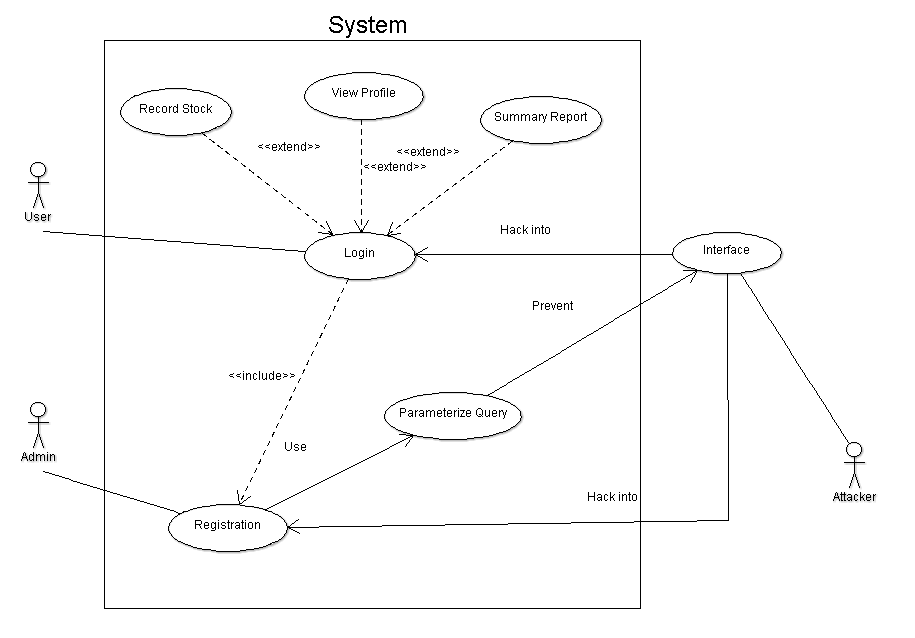 System
View Profile
Record Stock
Summary Report
<<extend>>
<<extend>>
<<extend>>
User
Hack into
Login
Interface
Prevent
<<include>>
Parameterize Query
Use
Admin
Hack into
Attacker
Registration